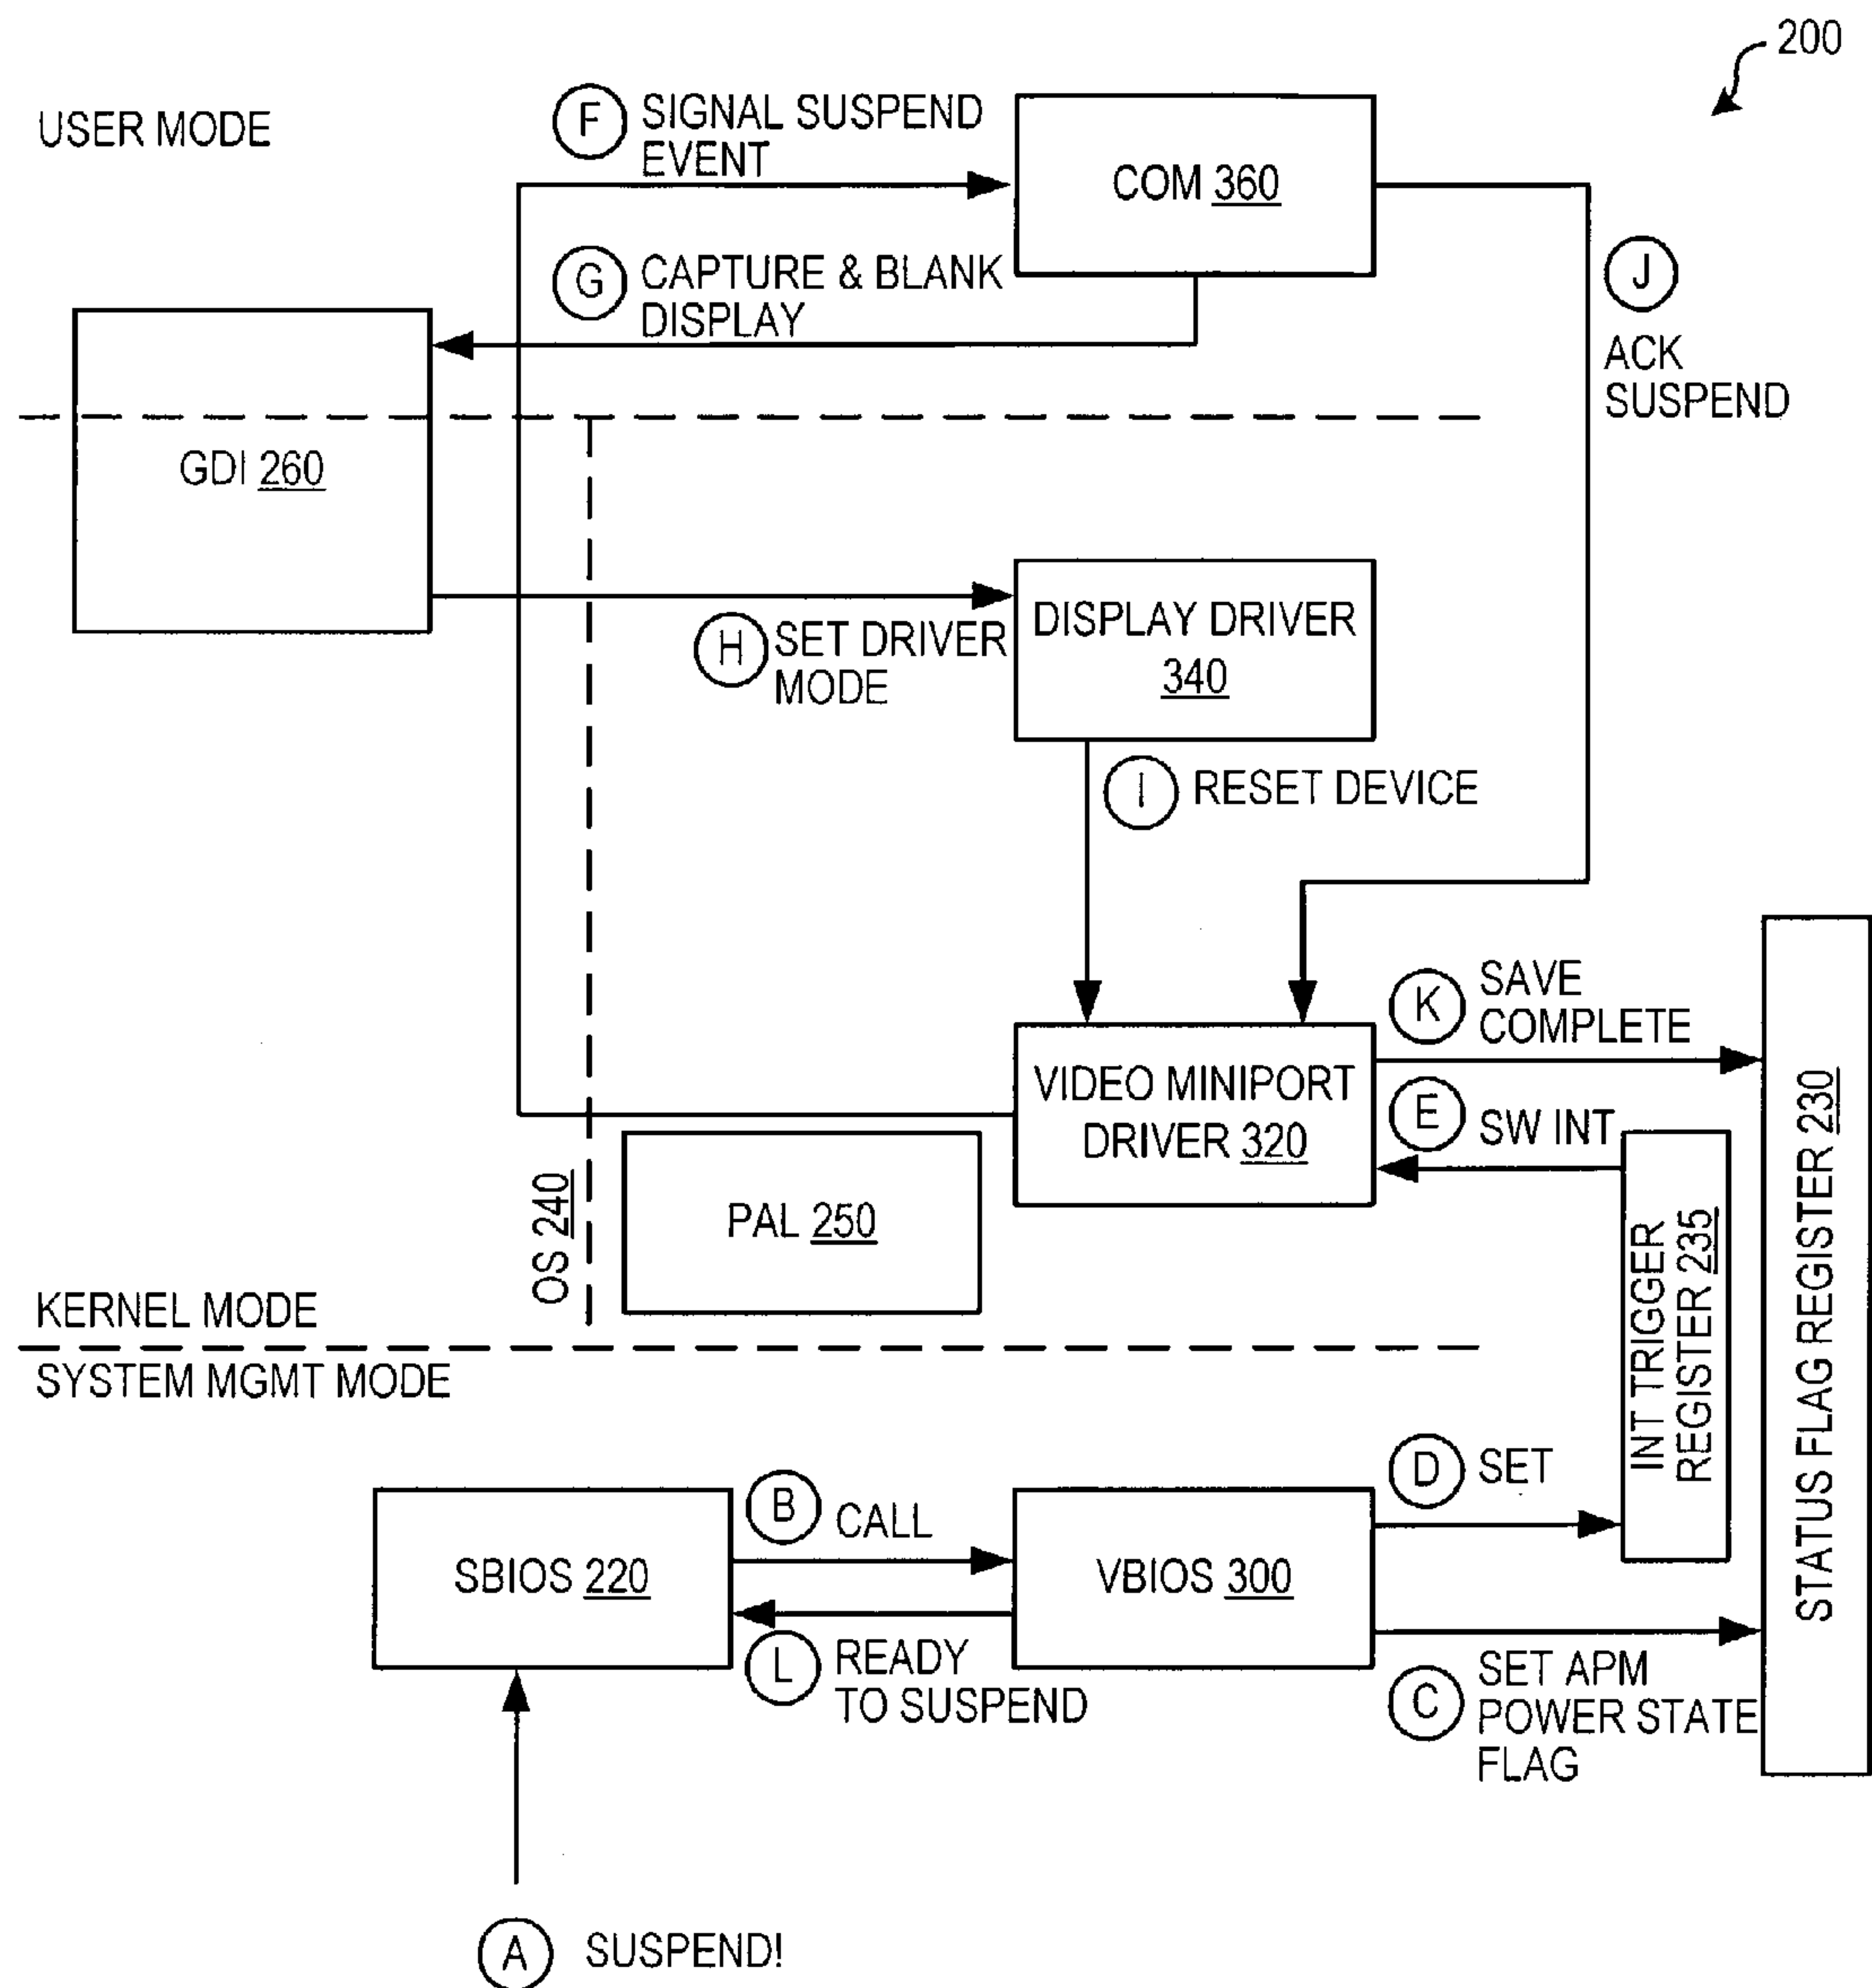 200
USER MODE
F
SIGNAL SUSPEND
EVENT
COM 360
G
CAPTURE & BLANK
DISPLAY
J
ACK
SUSPEND
GDI 260
H
SET DRIVER
MODE
DISPLAY DRIVER
340
I
RESET DEVICE
K
SAVE
COMPLETE
VIDEO MINIPORT
DRIVER 320
E
SW INT
PAL 250
OS 240
INT TRIGGER
REGISTER 235
STATUS FLAG REGISTER 230
KERNEL MODE
SYSTEM MGMT MODE
SBIOS 220
B
CALL
VBIOS 300
D
SET
L
READY
TO SUSPEND
C
SET APM
POWER STATE
FLAG
A
SUSPEND!